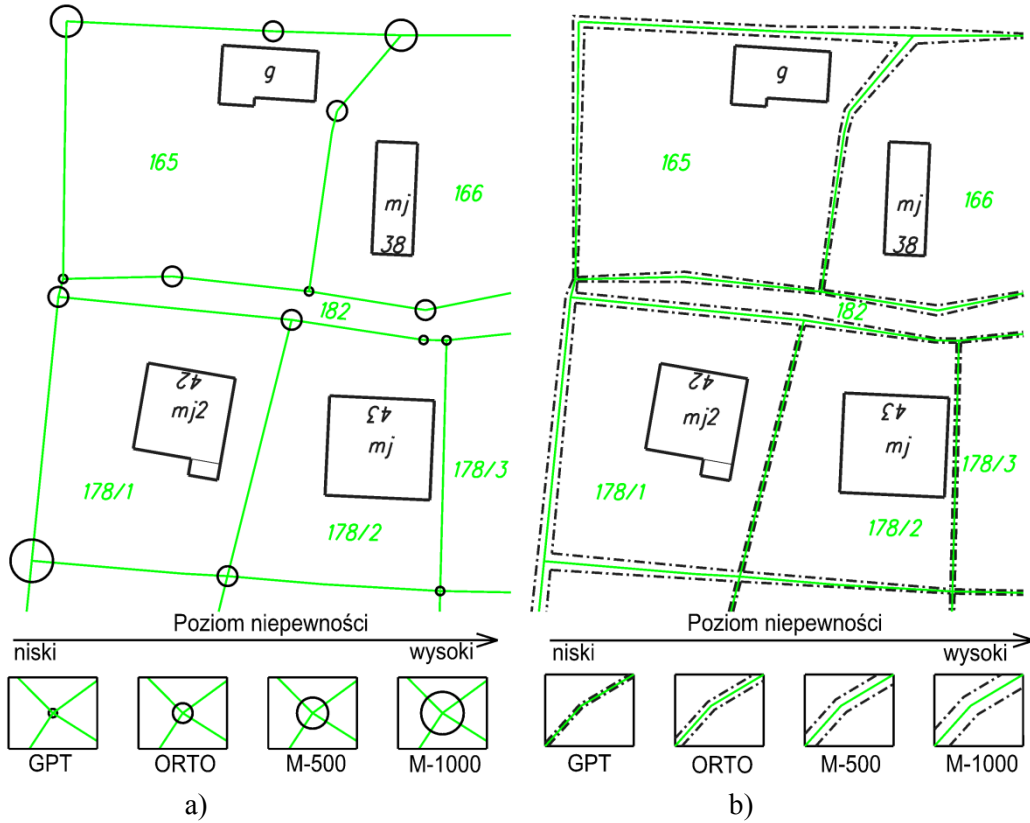 g
165
166
mj
38
182
42
mj2
43
mj
178/3
178/1
178/2
Poziom niepewności
niski
wysoki
GPT
ORTO
M-500
M-1000
a)
g
165
166
mj
38
182
42
mj2
43
mj
178/3
178/1
178/2
Poziom niepewności
niski
wysoki
GPT
ORTO
M-500
M-1000
b)